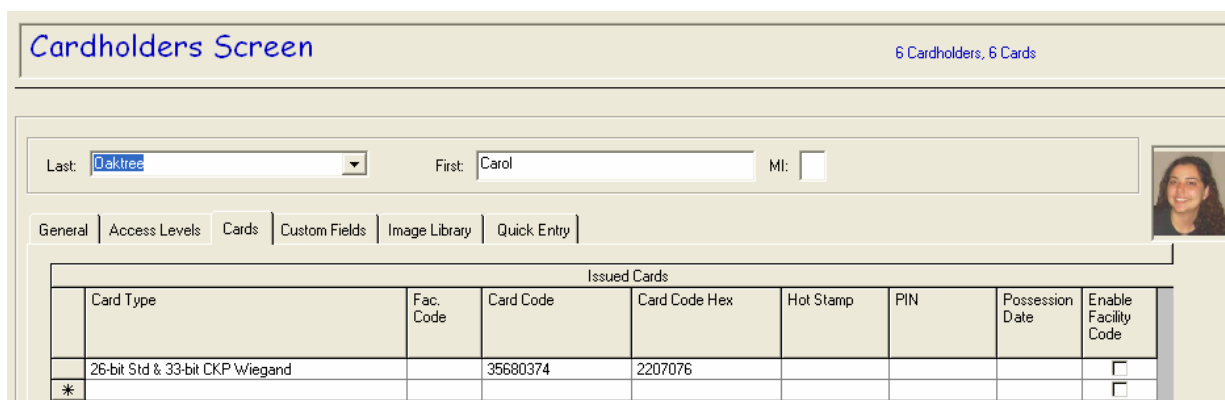 Cardholders Screen
6 Cardholders, 6 Cards
Last: Oaktree First: Carol MI:
General Access Levels Cards Custom Fields Image Library Quick Entry
Issued Cards
Card Type Fac. Code Card Code Card Code Hex Hot Stamp PIN Possession Date Enable Facility Code
26-bit Std & 33-bit CKP Wiegand 35680374 2207076
*